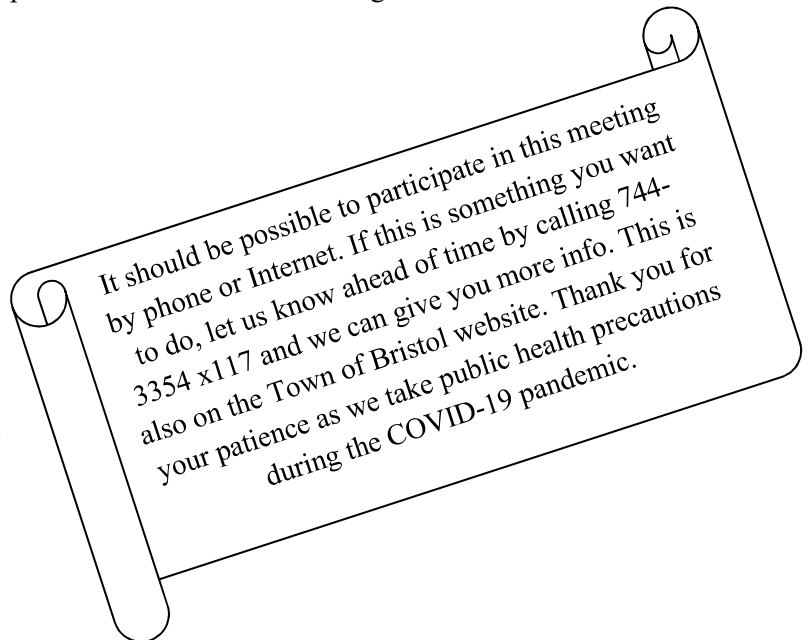 It should be possible to participate in this meeting
by phone or Internet. If this is something you want
to do, let us know ahead of time by calling 744-
3354 x117 and we can give you more info. This is
also on the Town of Bristol website. Thank you for
your patience as we take public health precautions
during the COVID-19 pandemic.